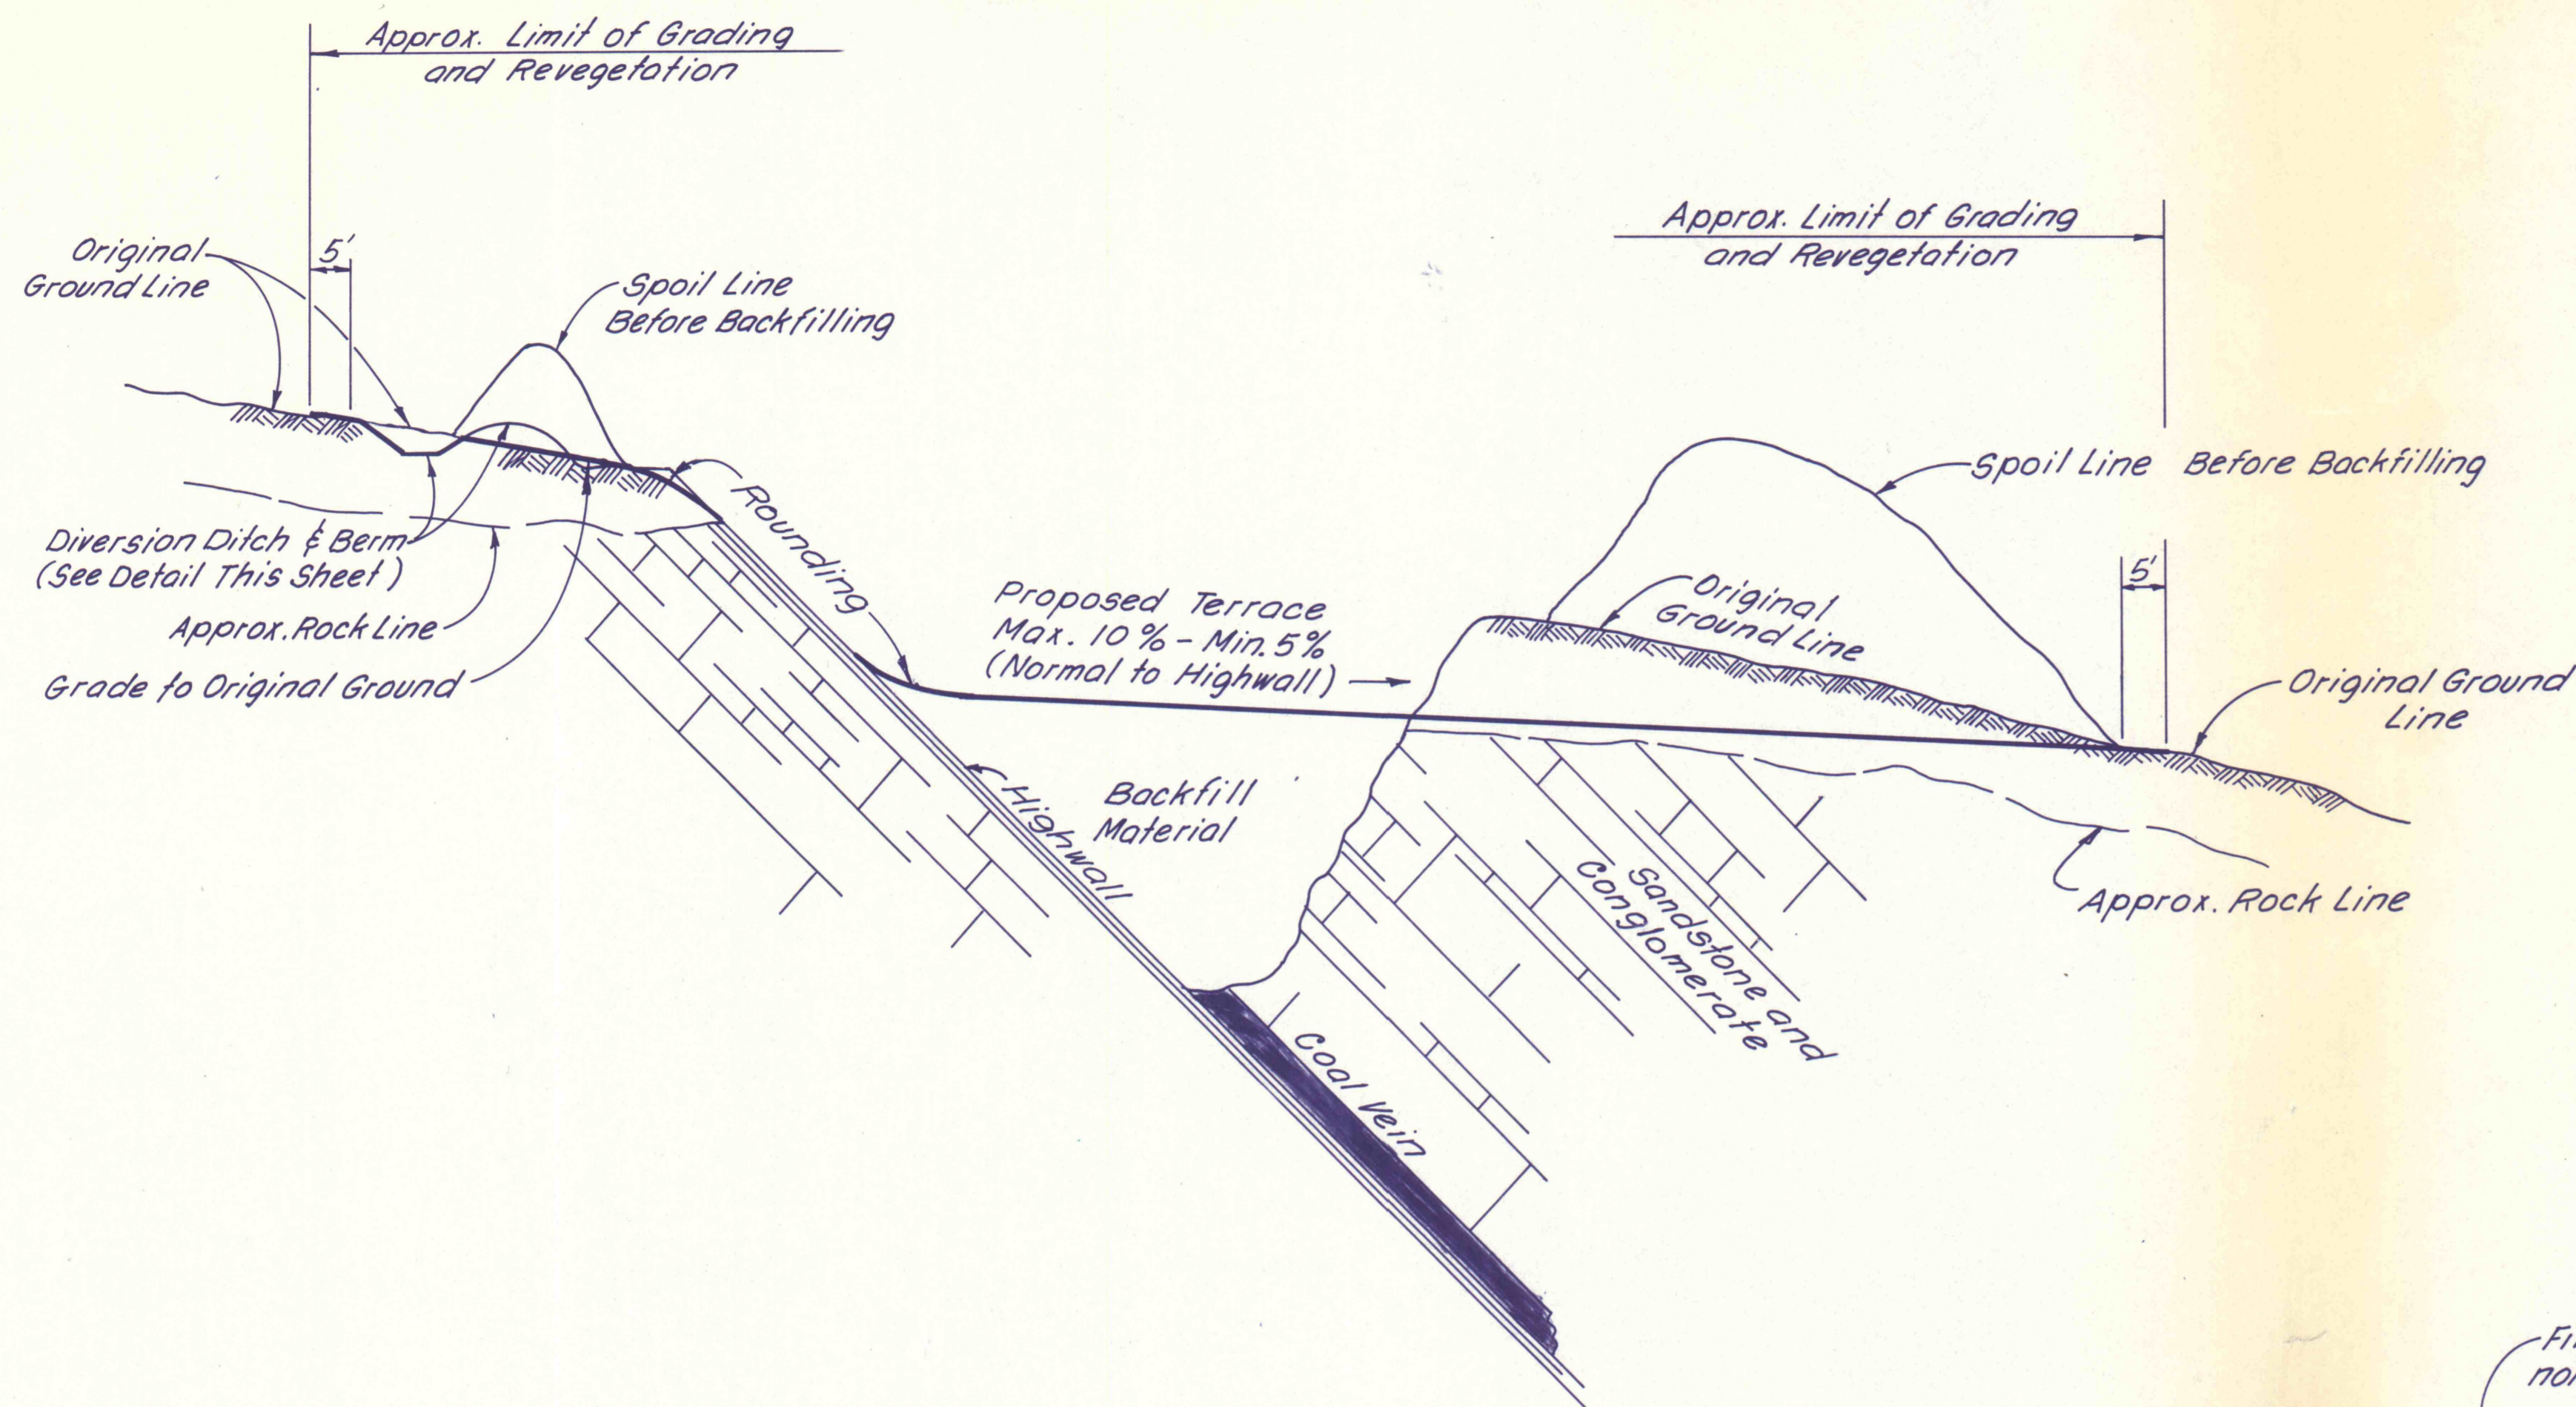 Approx. Limit of Grading
and Revegetation
Approx. Limit of Grading
and Revegetation
Original
Ground Line
5'
Spoil Line
Before Backfilling
Spoil Line Before Backfilling
Diversion Ditch & Berm
(See Detail This Sheet)
Approx. Rock Line
Grade to Original Ground
Rounding
Proposed Terrace
Max. 10% - Min. 5%
(Normal to Highwall)
Original
Ground Line
5'
Original Ground
Line
Highwall
Backfill
Material
Sandstone and
Conglomerate
Approx. Rock Line
Coal Vein